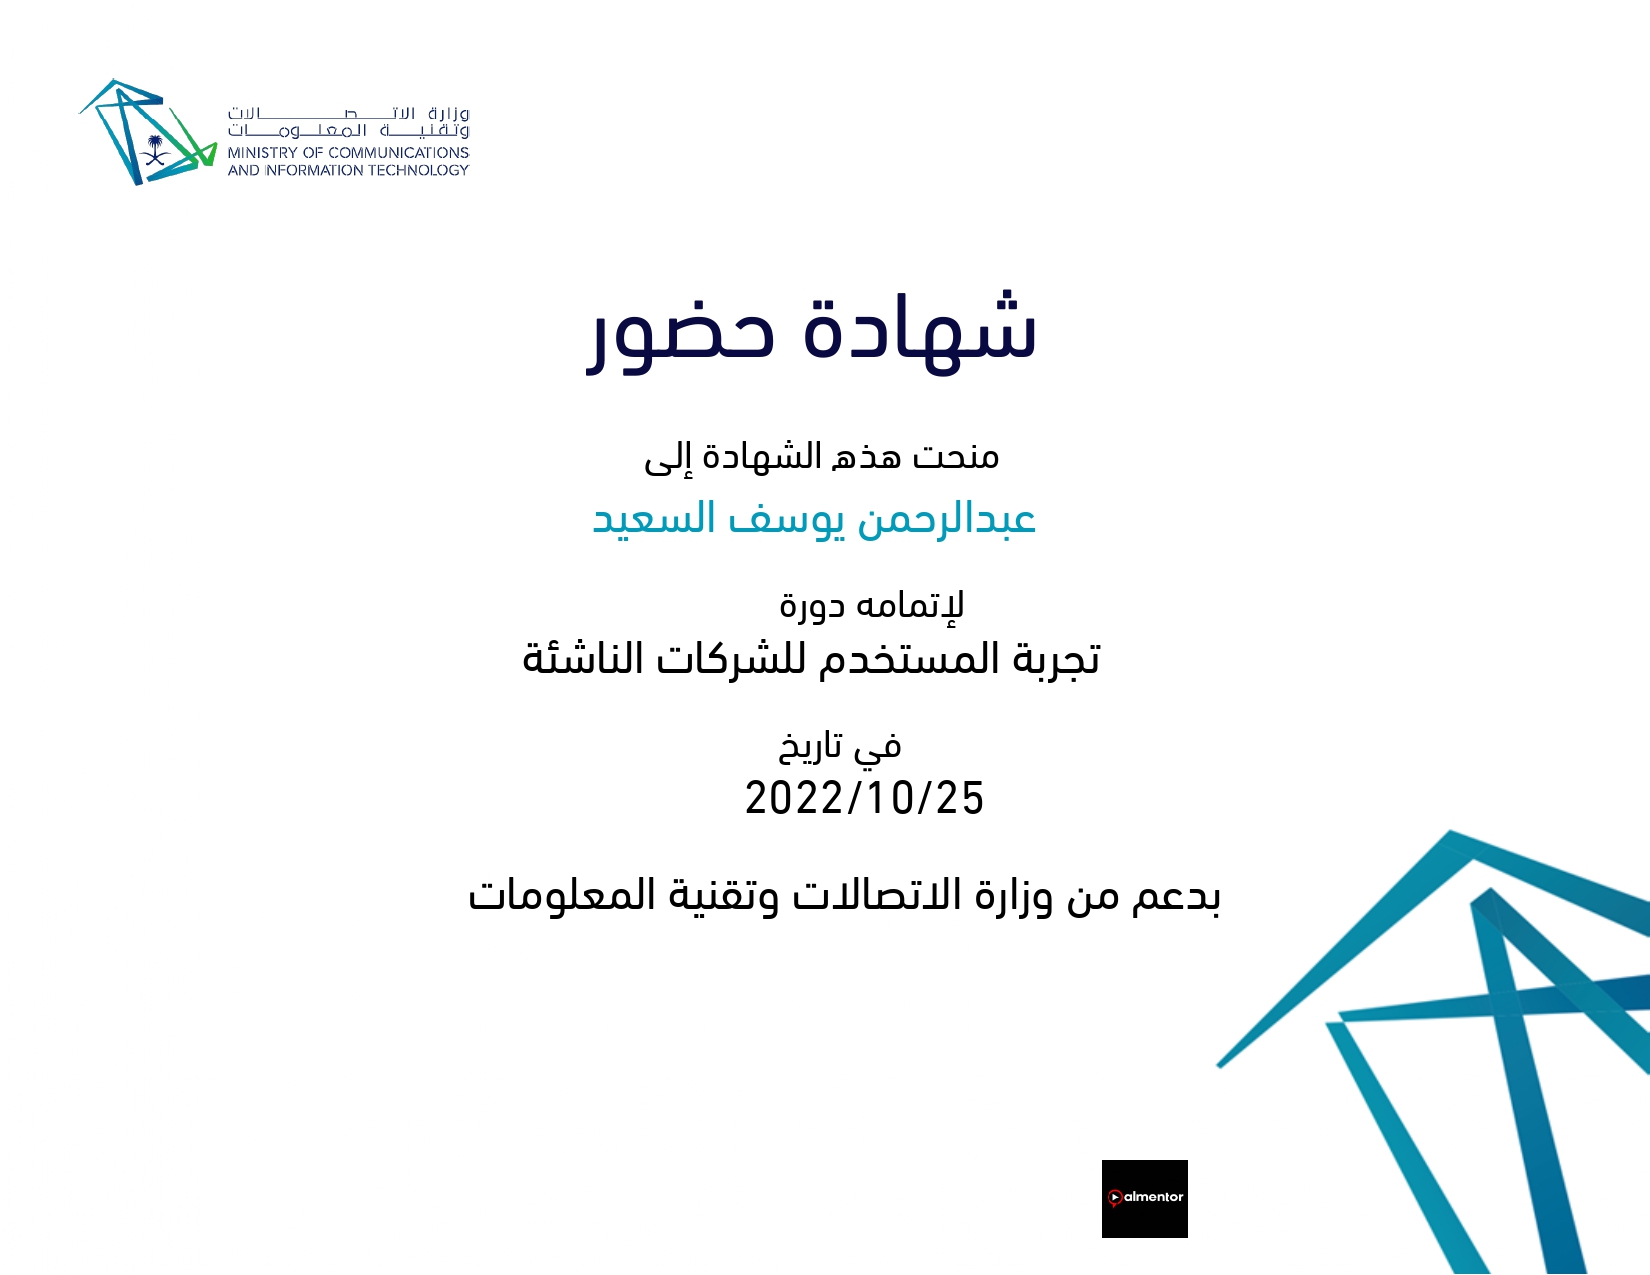 وزارة الاتصالات
وتقنية المعلومات
MINISTRY OF COMMUNICATIONS
AND INFORMATION TECHNOLOGY
شهادة حضور
منحت هذه الشهادة إلى
عبدالرحمن يوسف السعيد
لإتمامه دورة
تجربة المستخدم للشركات الناشئة
في تاريخ
2022/10/25
بدعم من وزارة الاتصالات وتقنية المعلومات
almentor